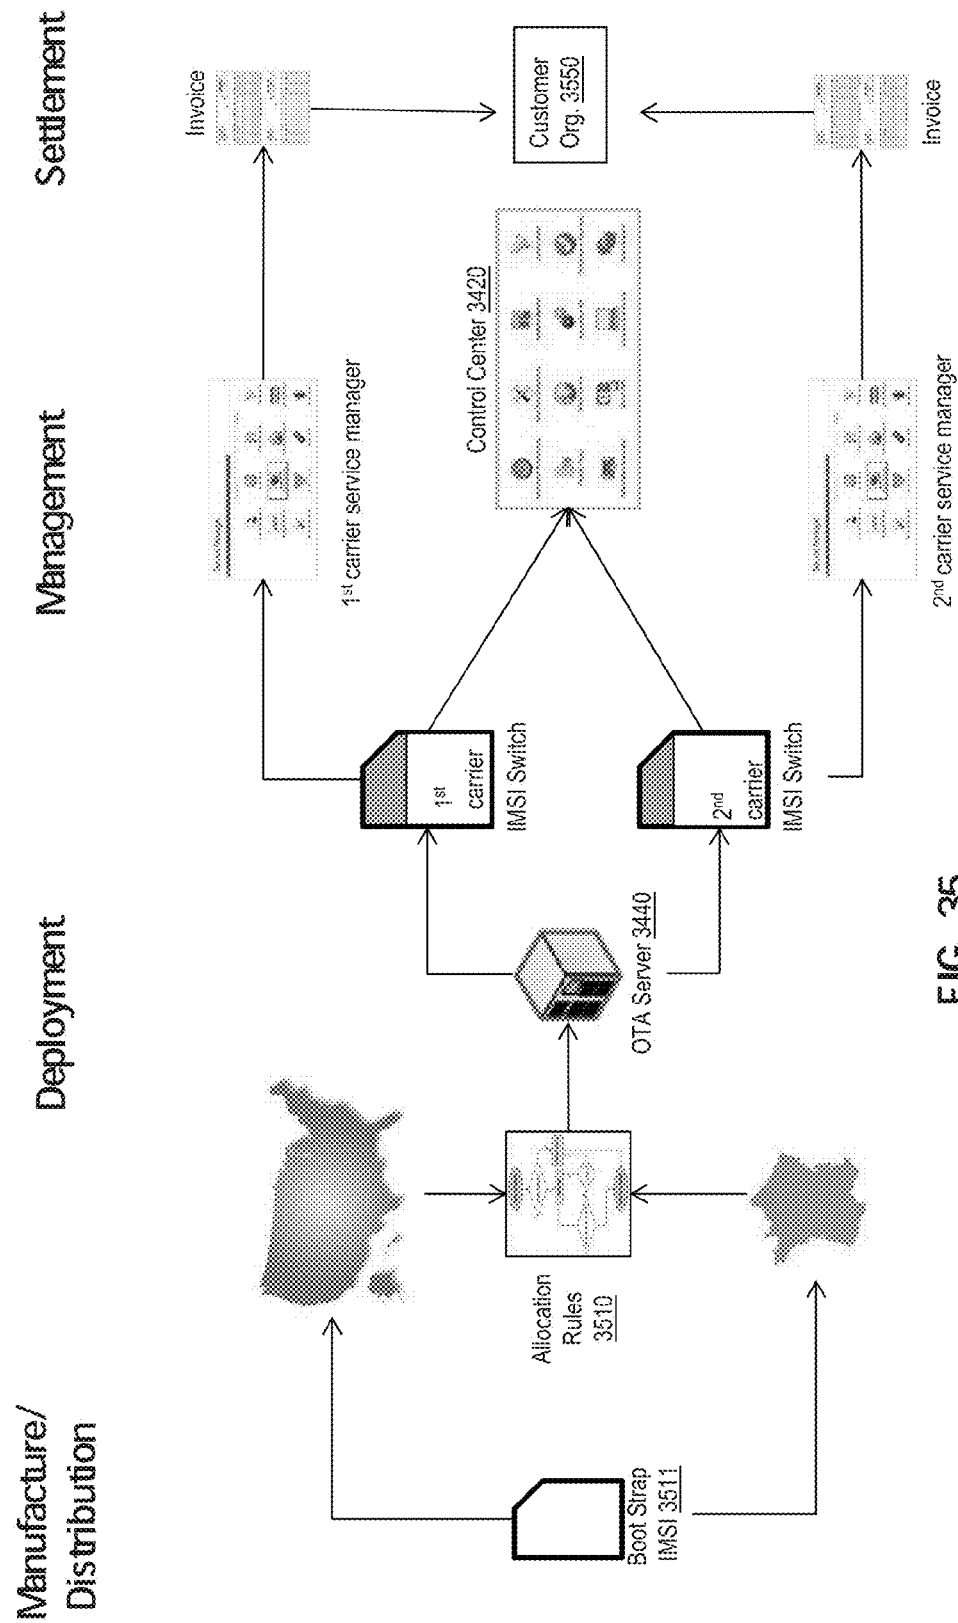 Manufacture/
Distribution
Deployment
Management
Settlement
Boot Strap
IMSI 3511
Allocation
Rules
3510
OTA Server 3440
1st
carrier
IMSI Switch
2nd
carrier
IMSI Switch
1st carrier service manager
Control Center 3420
2nd carrier service manager
Invoice
Customer
Org. 3550
Invoice
FIG. 35